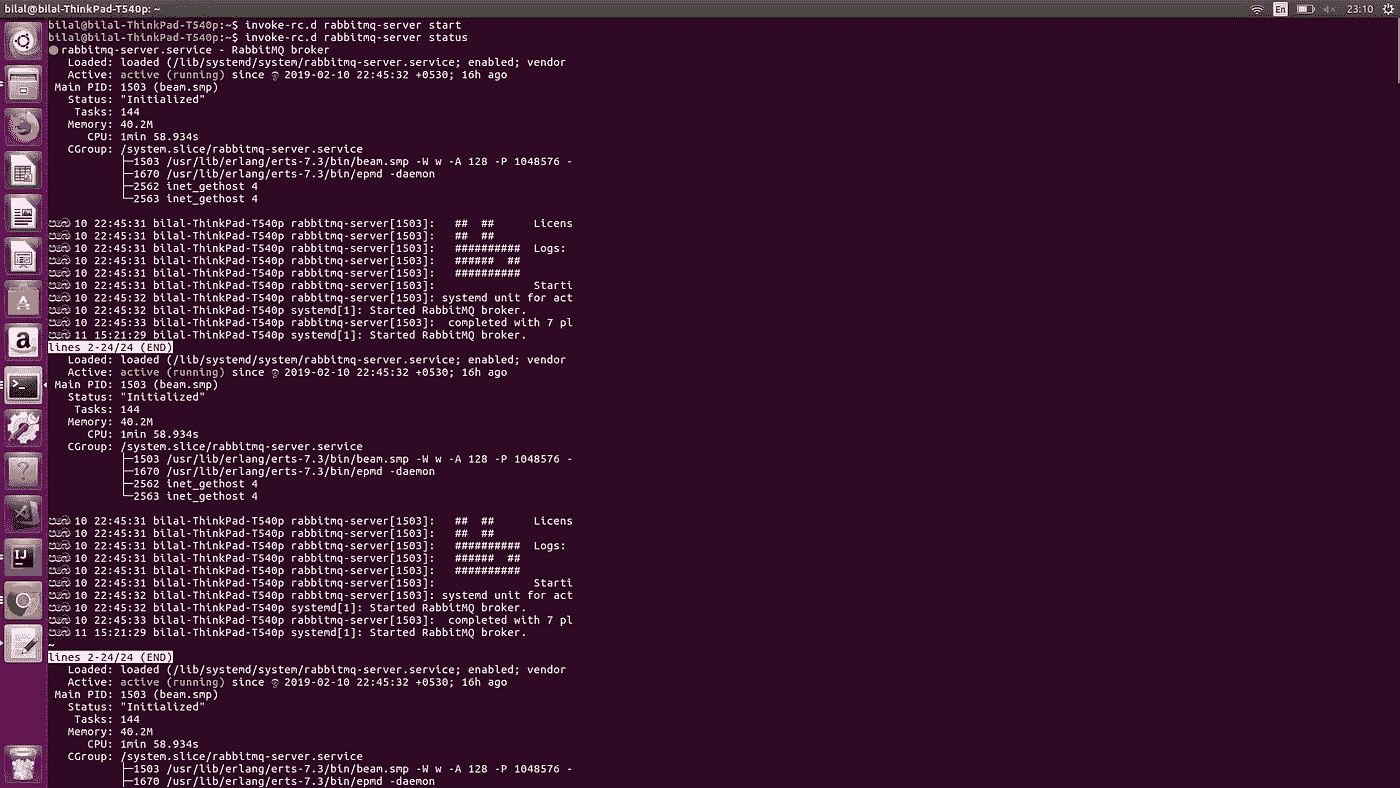 bilal@bilal-ThinkPad-T540p: ~
En
23:10
bilal@bilal-ThinkPad-T540p:~$ invoke-rc.d rabbitmq-server start
bilal@bilal-ThinkPad-T540p:~$ invoke-rc.d rabbitmq-server status
● rabbitmq-server.service - RabbitMQ broker
Loaded: loaded (/lib/systemd/system/rabbitmq-server.service; enabled; vendor
Active: active (running) since 2019-02-10 22:45:32 +0530; 16h ago
Main PID: 1503 (beam.smp)
Status: "Initialized"
Tasks: 144
Memory: 40.2M
CPU: 1min 58.934s
CGroup: /system.slice/rabbitmq-server.service
├─1503 /usr/lib/erlang/erts-7.3/bin/beam.smp -W w -A 128 -P 1048576 -
├─1670 /usr/lib/erlang/erts-7.3/bin/epmd -daemon
├─2562 inet_gethost 4
└─2563 inet_gethost 4
10 22:45:31 bilal-ThinkPad-T540p rabbitmq-server[1503]:   ##  ##      Licens
10 22:45:31 bilal-ThinkPad-T540p rabbitmq-server[1503]:   ##  ##
10 22:45:31 bilal-ThinkPad-T540p rabbitmq-server[1503]:   ##########  Logs:
10 22:45:31 bilal-ThinkPad-T540p rabbitmq-server[1503]:   ######  ##
10 22:45:31 bilal-ThinkPad-T540p rabbitmq-server[1503]:   ##########
10 22:45:31 bilal-ThinkPad-T540p rabbitmq-server[1503]:               Starti
10 22:45:32 bilal-ThinkPad-T540p rabbitmq-server[1503]: systemd unit for act
10 22:45:32 bilal-ThinkPad-T540p systemd[1]: Started RabbitMQ broker.
10 22:45:33 bilal-ThinkPad-T540p rabbitmq-server[1503]:  completed with 7 pl
11 15:21:29 bilal-ThinkPad-T540p systemd[1]: Started RabbitMQ broker.
lines 2-24/24 (END)
Loaded: loaded (/lib/systemd/system/rabbitmq-server.service; enabled; vendor
Active: active (running) since 2019-02-10 22:45:32 +0530; 16h ago
Main PID: 1503 (beam.smp)
Status: "Initialized"
Tasks: 144
Memory: 40.2M
CPU: 1min 58.934s
CGroup: /system.slice/rabbitmq-server.service
├─1503 /usr/lib/erlang/erts-7.3/bin/beam.smp -W w -A 128 -P 1048576 -
├─1670 /usr/lib/erlang/erts-7.3/bin/epmd -daemon
├─2562 inet_gethost 4
└─2563 inet_gethost 4
10 22:45:31 bilal-ThinkPad-T540p rabbitmq-server[1503]:   ##  ##      Licens
10 22:45:31 bilal-ThinkPad-T540p rabbitmq-server[1503]:   ##  ##
10 22:45:31 bilal-ThinkPad-T540p rabbitmq-server[1503]:   ##########  Logs:
10 22:45:31 bilal-ThinkPad-T540p rabbitmq-server[1503]:   ######  ##
10 22:45:31 bilal-ThinkPad-T540p rabbitmq-server[1503]:   ##########
10 22:45:31 bilal-ThinkPad-T540p rabbitmq-server[1503]:               Starti
10 22:45:32 bilal-ThinkPad-T540p rabbitmq-server[1503]: systemd unit for act
10 22:45:32 bilal-ThinkPad-T540p systemd[1]: Started RabbitMQ broker.
10 22:45:33 bilal-ThinkPad-T540p rabbitmq-server[1503]:  completed with 7 pl
11 15:21:29 bilal-ThinkPad-T540p systemd[1]: Started RabbitMQ broker.
~
lines 2-24/24 (END)
Loaded: loaded (/lib/systemd/system/rabbitmq-server.service; enabled; vendor
Active: active (running) since 2019-02-10 22:45:32 +0530; 16h ago
Main PID: 1503 (beam.smp)
Status: "Initialized"
Tasks: 144
Memory: 40.2M
CPU: 1min 58.934s
CGroup: /system.slice/rabbitmq-server.service
├─1503 /usr/lib/erlang/erts-7.3/bin/beam.smp -W w -A 128 -P 1048576 -
├─1670 /usr/lib/erlang/erts-7.3/bin/epmd -daemon